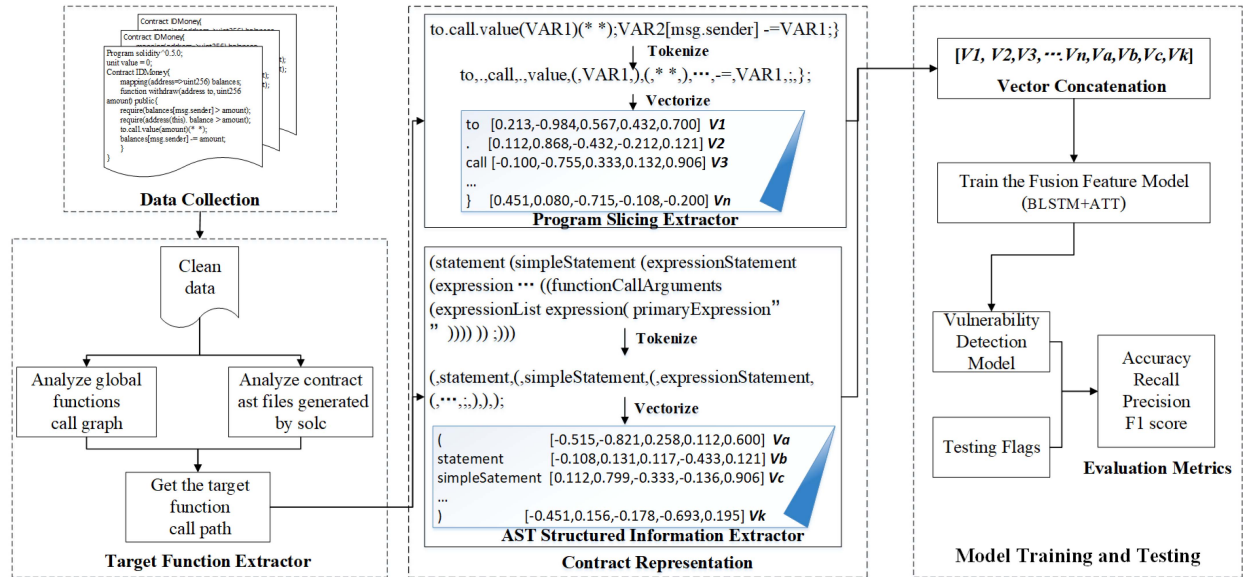 Contract IDMoney{
Contract IDMoney{
Program solidity^0.5.0;
unit value = 0;
Contract IDMoney{
mapping(address=>uint256) balances;
function withdraw(address to, uint256
amount) public{
require(balances[msg.sender] > amount);
require(address(this). balance > amount);
to.call.value(amount)(* *);
balances[msg.sender] -= amount;
}
}
Data Collection
Clean
data
Analyze global
functions
call graph
Analyze contract
ast files generated
by solc
Get the target
function
call path
Target Function Extractor
to.call.value(VAR1)(* *);VAR2[msg.sender] -=VAR1;}
Tokenize
to,.,call,.,value,(,VAR1,),(,* *,),⋯,-=,VAR1,;,};
Vectorize
to [0.213,-0.984,0.567,0.432,0.700] V1
. [0.112,0.868,-0.432,-0.212,0.121] V2
call [-0.100,-0.755,0.333,0.132,0.906] V3
...
} [0.451,0.080,-0.715,-0.108,-0.200] Vn
Program Slicing Extractor
(statement (simpleStatement (expressionStatement
(expression ⋯ ((functionCallArguments
(expressionList expression( primaryExpression”
” )))) )) ;)))
Tokenize
(,statement,(,simpleStatement,(,expressionStatement,
(,⋯,;,),),);
Vectorize
( [-0.515,-0.821,0.258,0.112,0.600] Va
statement [-0.108,0.131,0.117,-0.433,0.121] Vb
simpleSatement [0.112,0.799,-0.333,-0.136,0.906] Vc
...
) [-0.451,0.156,-0.178,-0.693,0.195] Vk
AST Structured Information Extractor
Contract Representation
[V1, V2,V3,⋯.Vn,Va,Vb,Vc,Vk]
Vector Concatenation
Train the Fusion Feature Model
(BLSTM+ATT)
Vulnerability
Detection
Model
Testing Flags
Accuracy
Recall
Precision
F1 score
Evaluation Metrics
Model Training and Testing